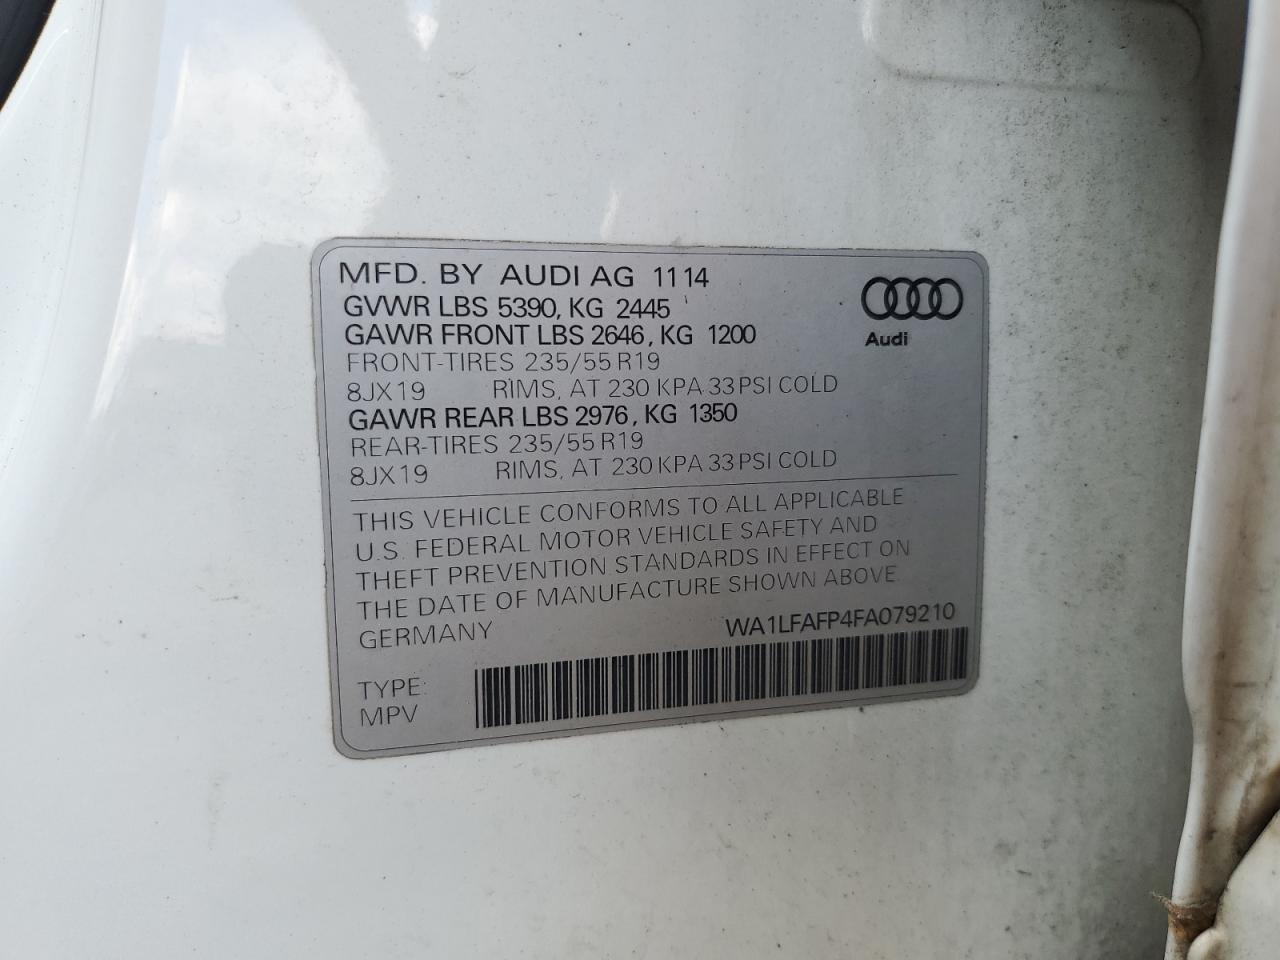 MFD. BY AUDI AG 11 14
GVWR LBS 5390, KG 2445
GAWR FRONT LBS 2646, KG 1200
FRONT-TIRES 235/55 R19
8JX19 RIMS, AT 230 KPA 33 PSI COLD
GAWR REAR LBS 2976, KG 1350
REAR-TIRES 235/55 R19
8JX19 RIMS, AT 230 KPA 33 PSI COLD
Audi
THIS VEHICLE CONFORMS TO ALL APPLICABLE
U.S. FEDERAL MOTOR VEHICLE SAFETY AND
THEFT PREVENTION STANDARDS IN EFFECT ON
THE DATE OF MANUFACTURE SHOWN ABOVE
GERMANY WA1LFAFP4FA079210
TYPE:
MPV